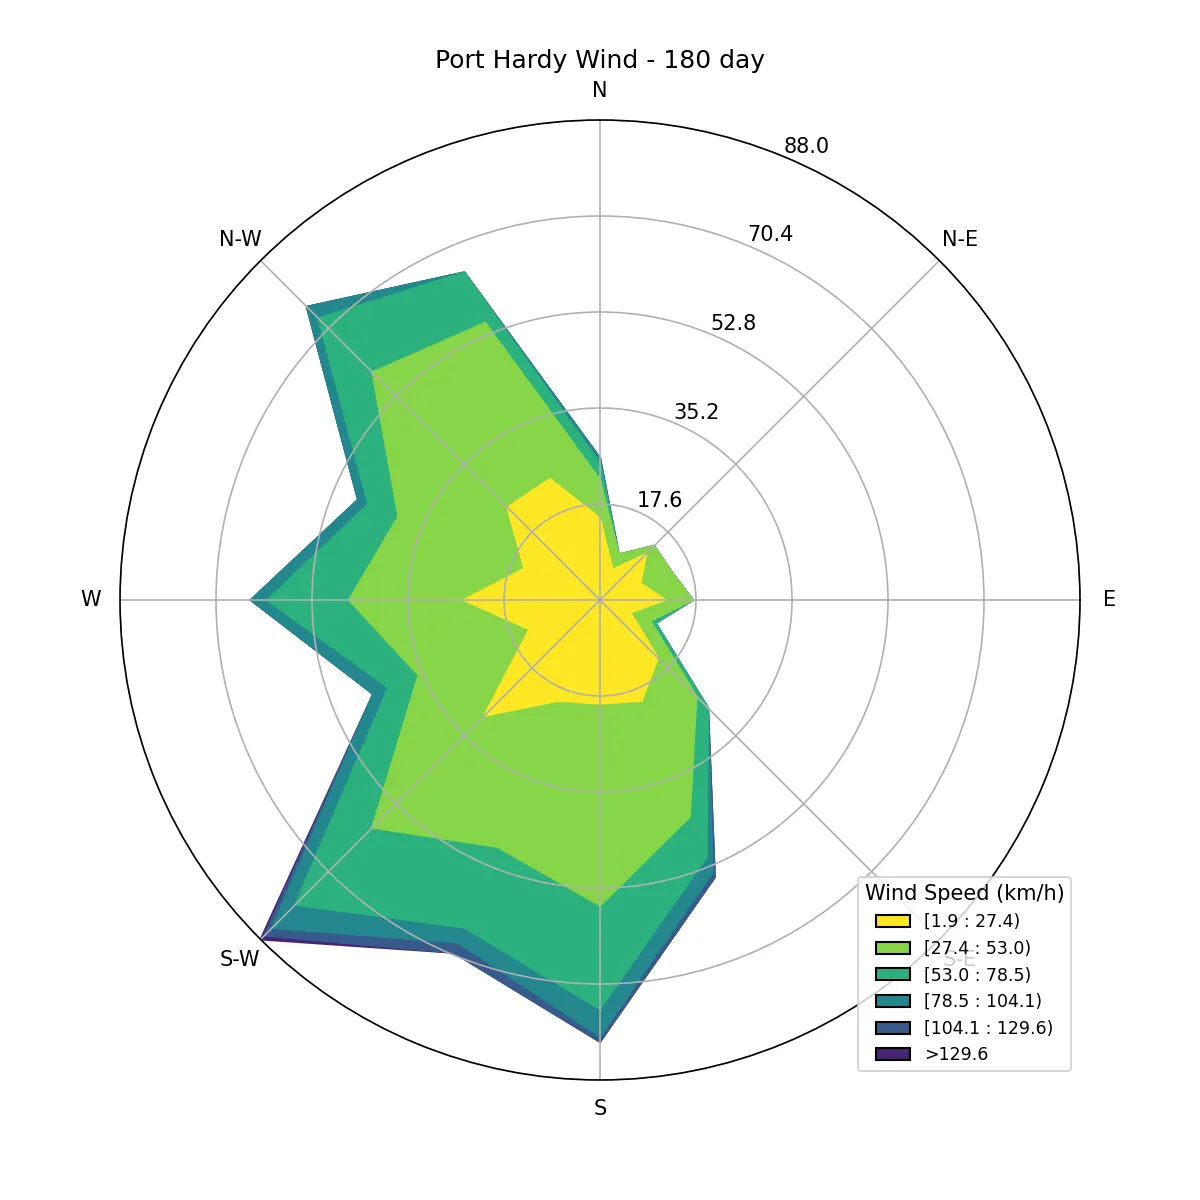 Port Hardy Wind - 180 day
N
88.0
N-W
70.4
N-E
52.8
35.2
17.6
W
E
Wind Speed (km/h)
[1.9 : 27.4)
[27.4 : 53.0)
S-W
S-E
[53.0 : 78.5)
[78.5 : 104.1)
[104.1 : 129.6)
>129.6
S